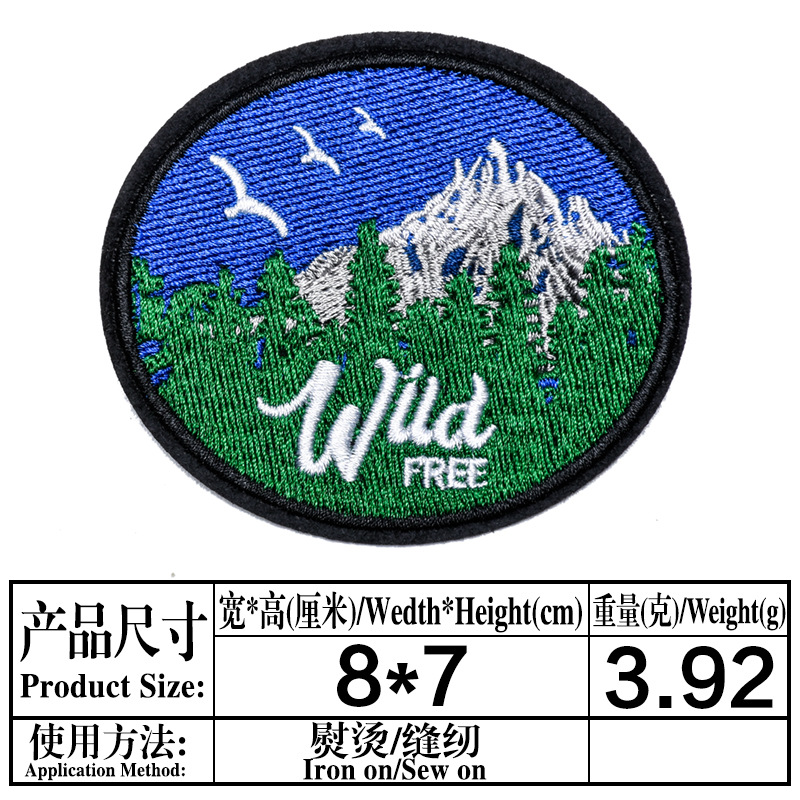 Wild
FREE
产品尺寸
Product Size:
宽*高(厘米)/Wedth*Height(cm)
8*7
重量(克)/Weight(g)
3.92
使用方法:
Application Method:
熨烫/缝纫
Iron on/Sew on